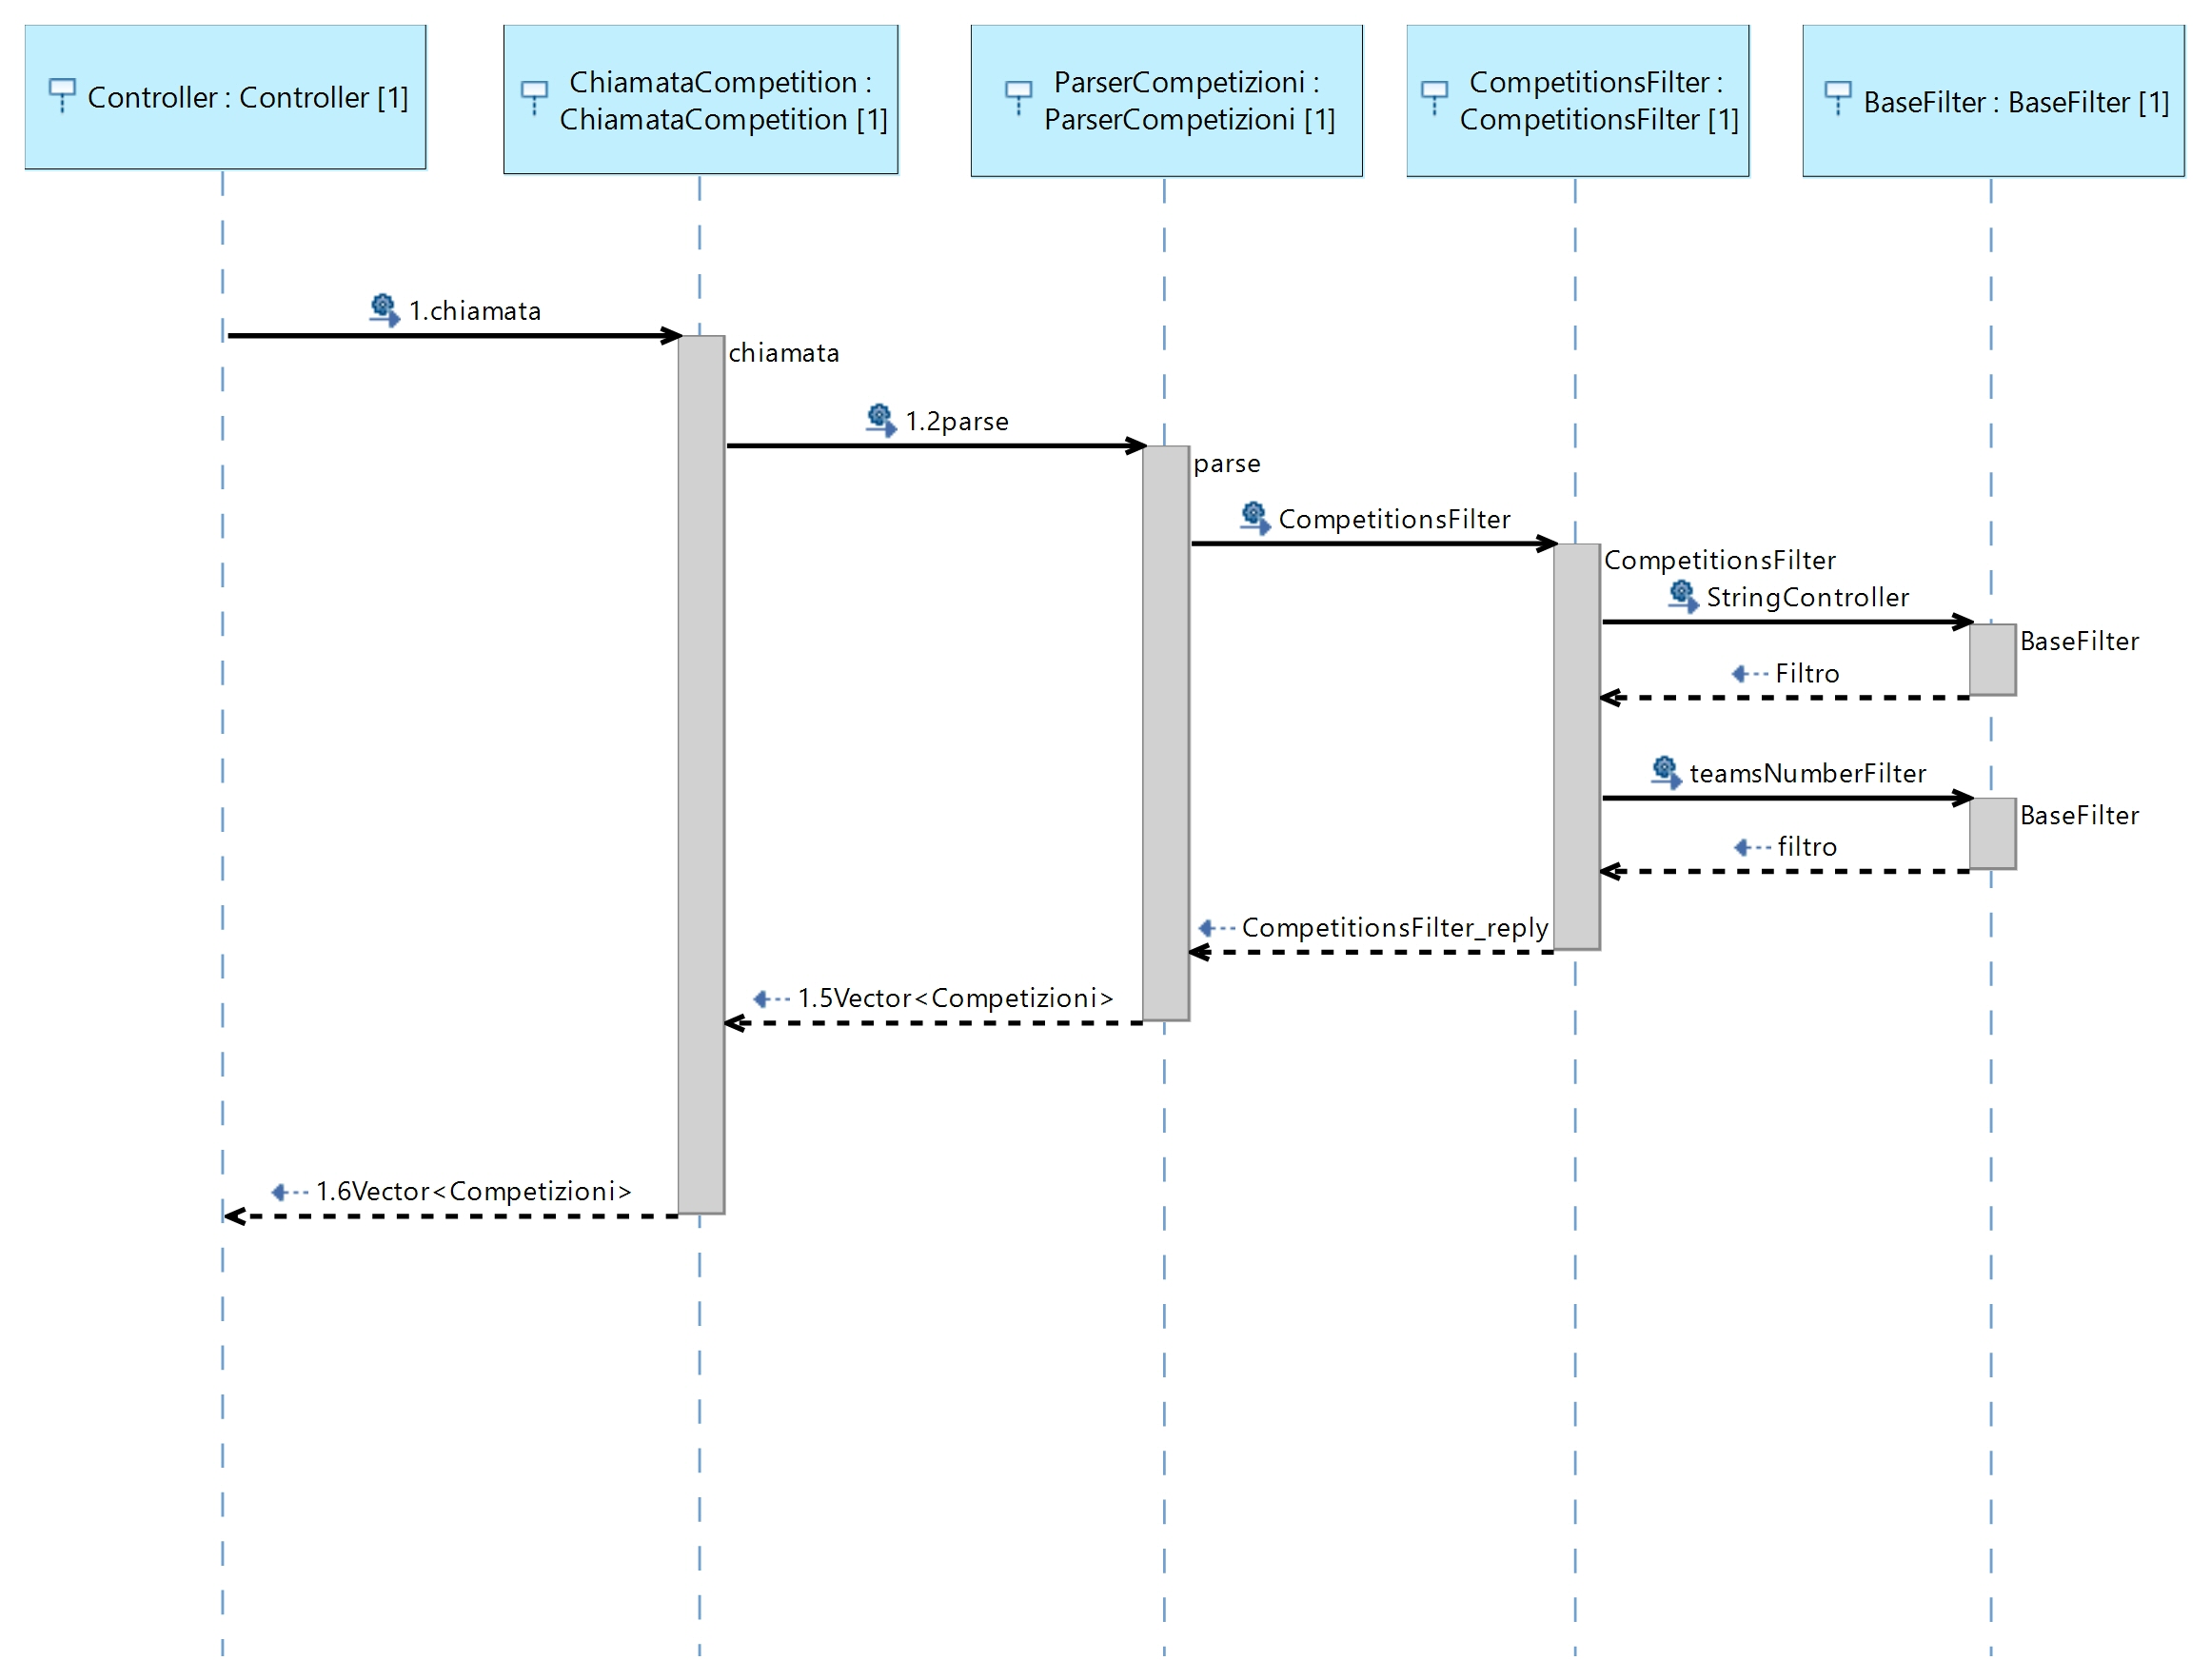 Controller : Controller [1]
ChiamataCompetition :
ChiamataCompetition [1]
ParserCompetizioni :
ParserCompetizioni [1]
CompetitionsFilter :
CompetitionsFilter [1]
BaseFilter : BaseFilter [1]
1.chiamata
chiamata
1.2parse
parse
CompetitionsFilter
CompetitionsFilter
StringController
BaseFilter
Filtro
teamsNumberFilter
BaseFilter
filtro
CompetitionsFilter_reply
1.5Vector<Competizioni>
1.6Vector<Competizioni>